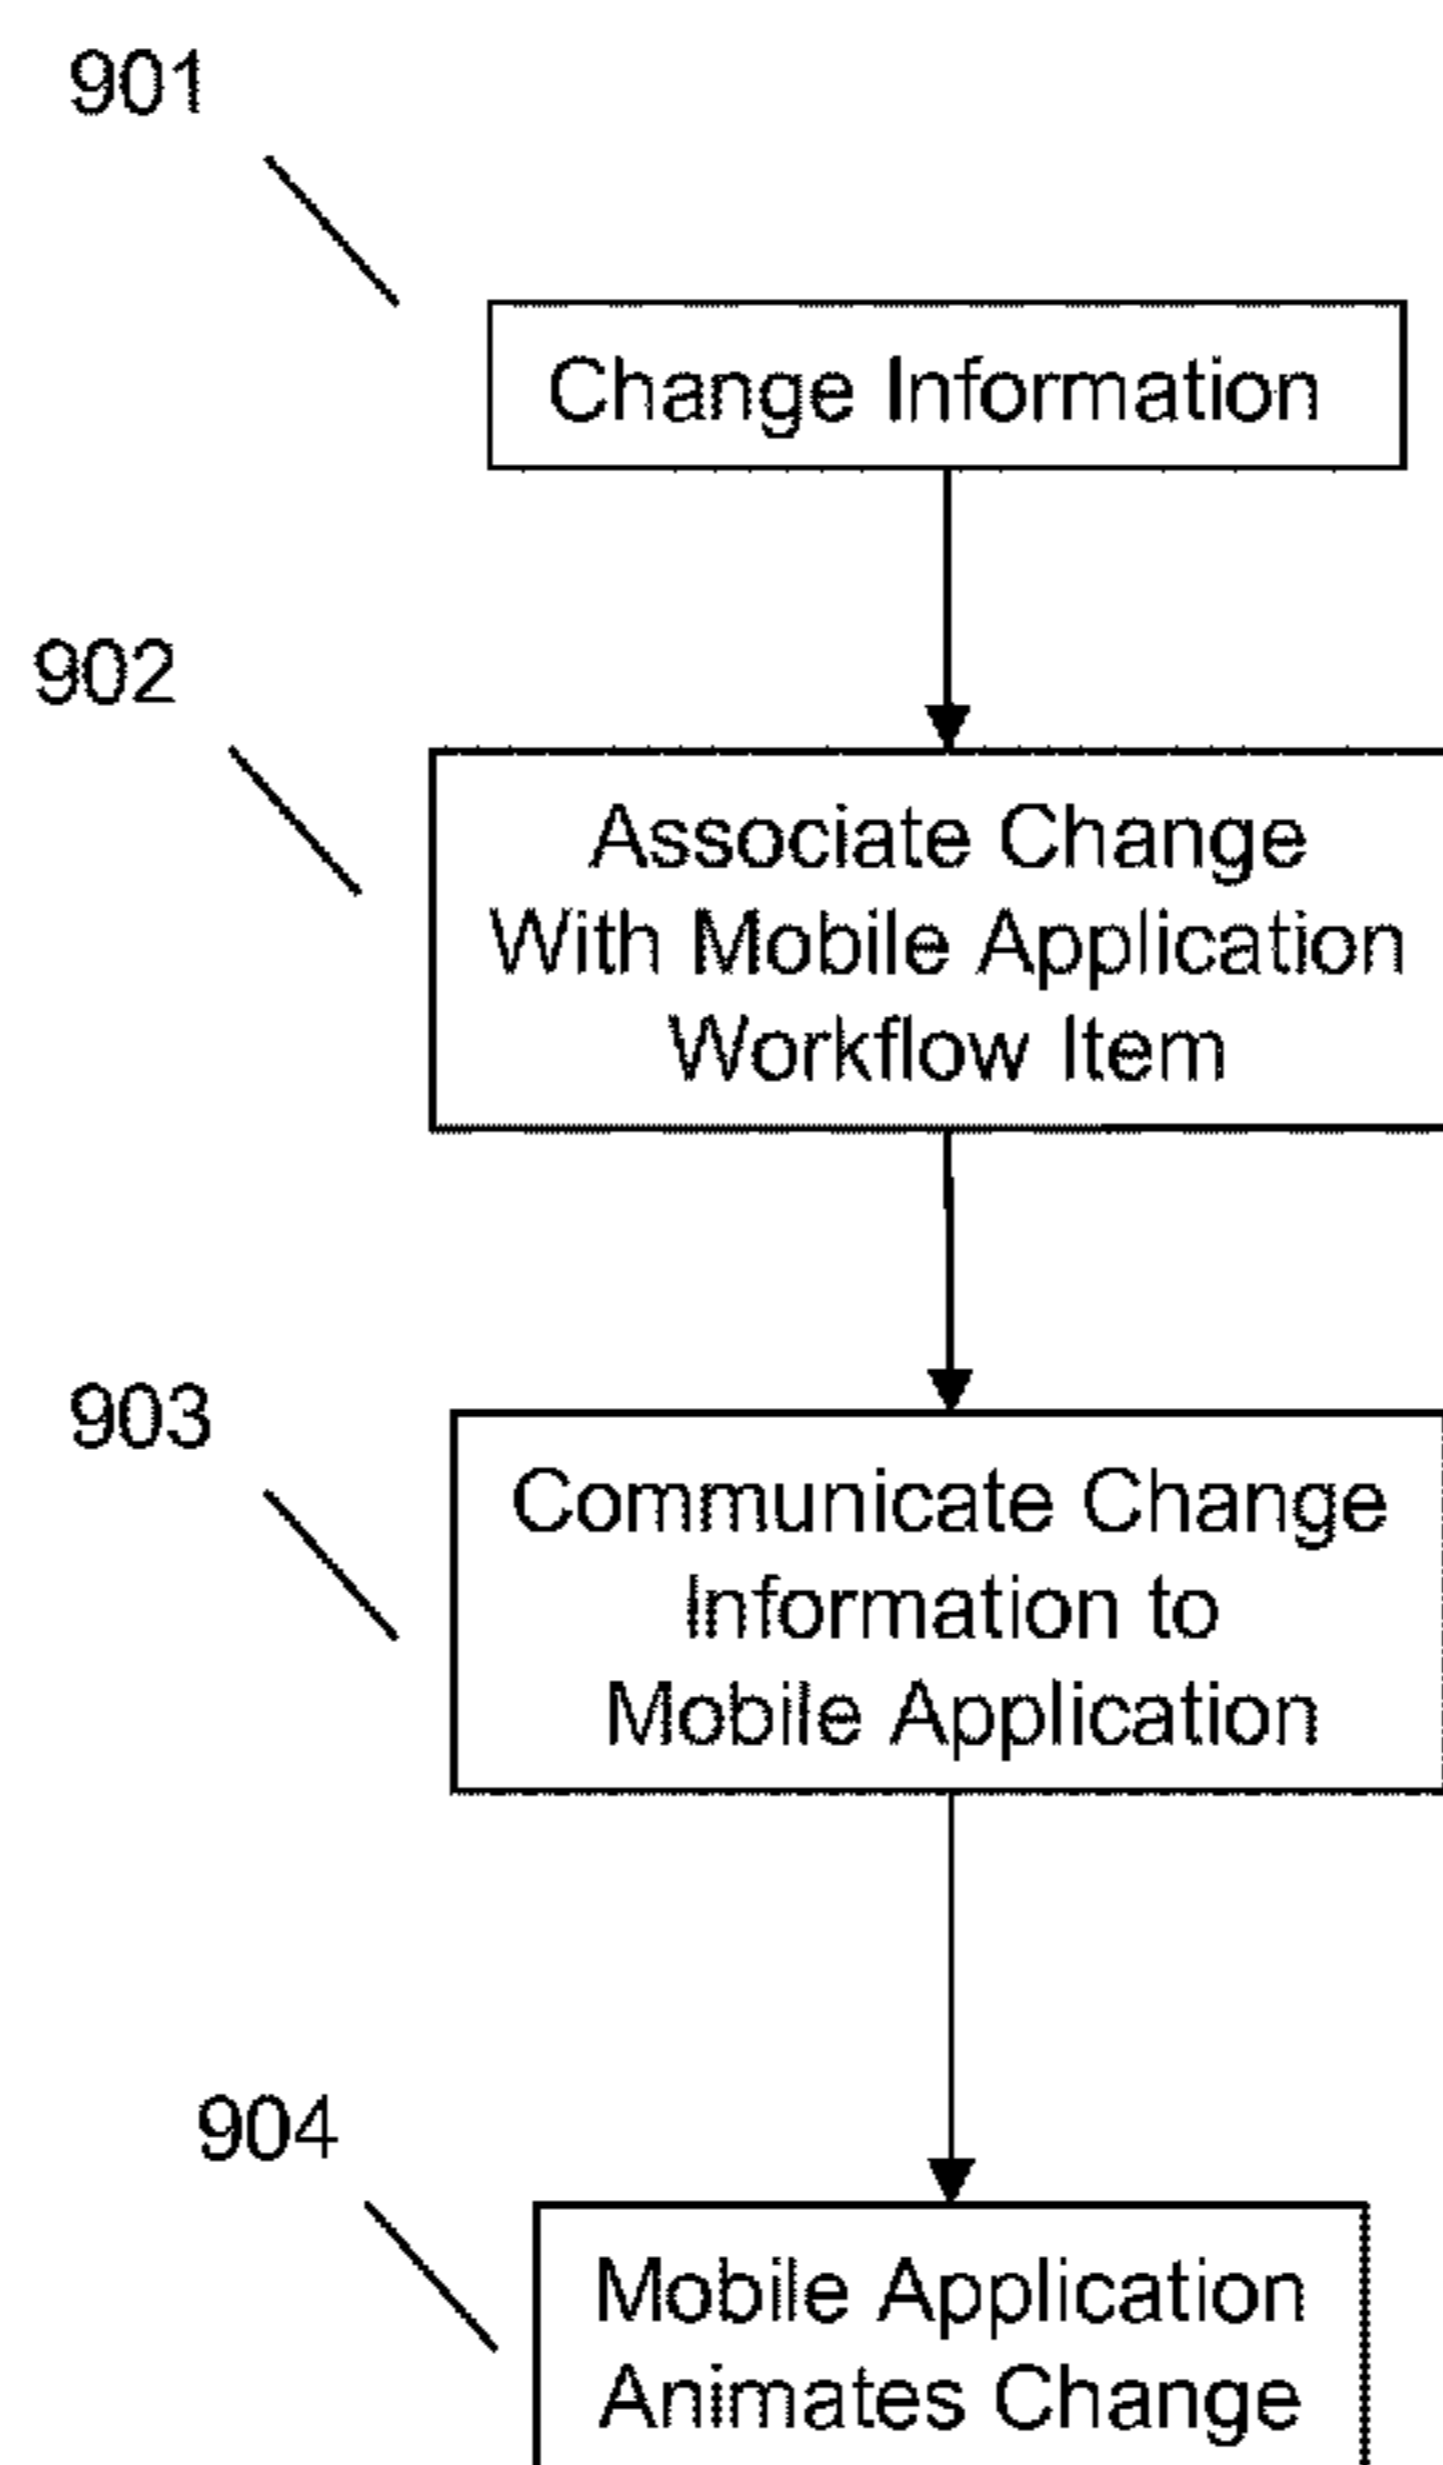 901
Change Information
902
Associate Change
With Mobile Application
Workflow Item
903
Communicate Change
Information to
Mobile Application
904
Mobile Application
Animates Change